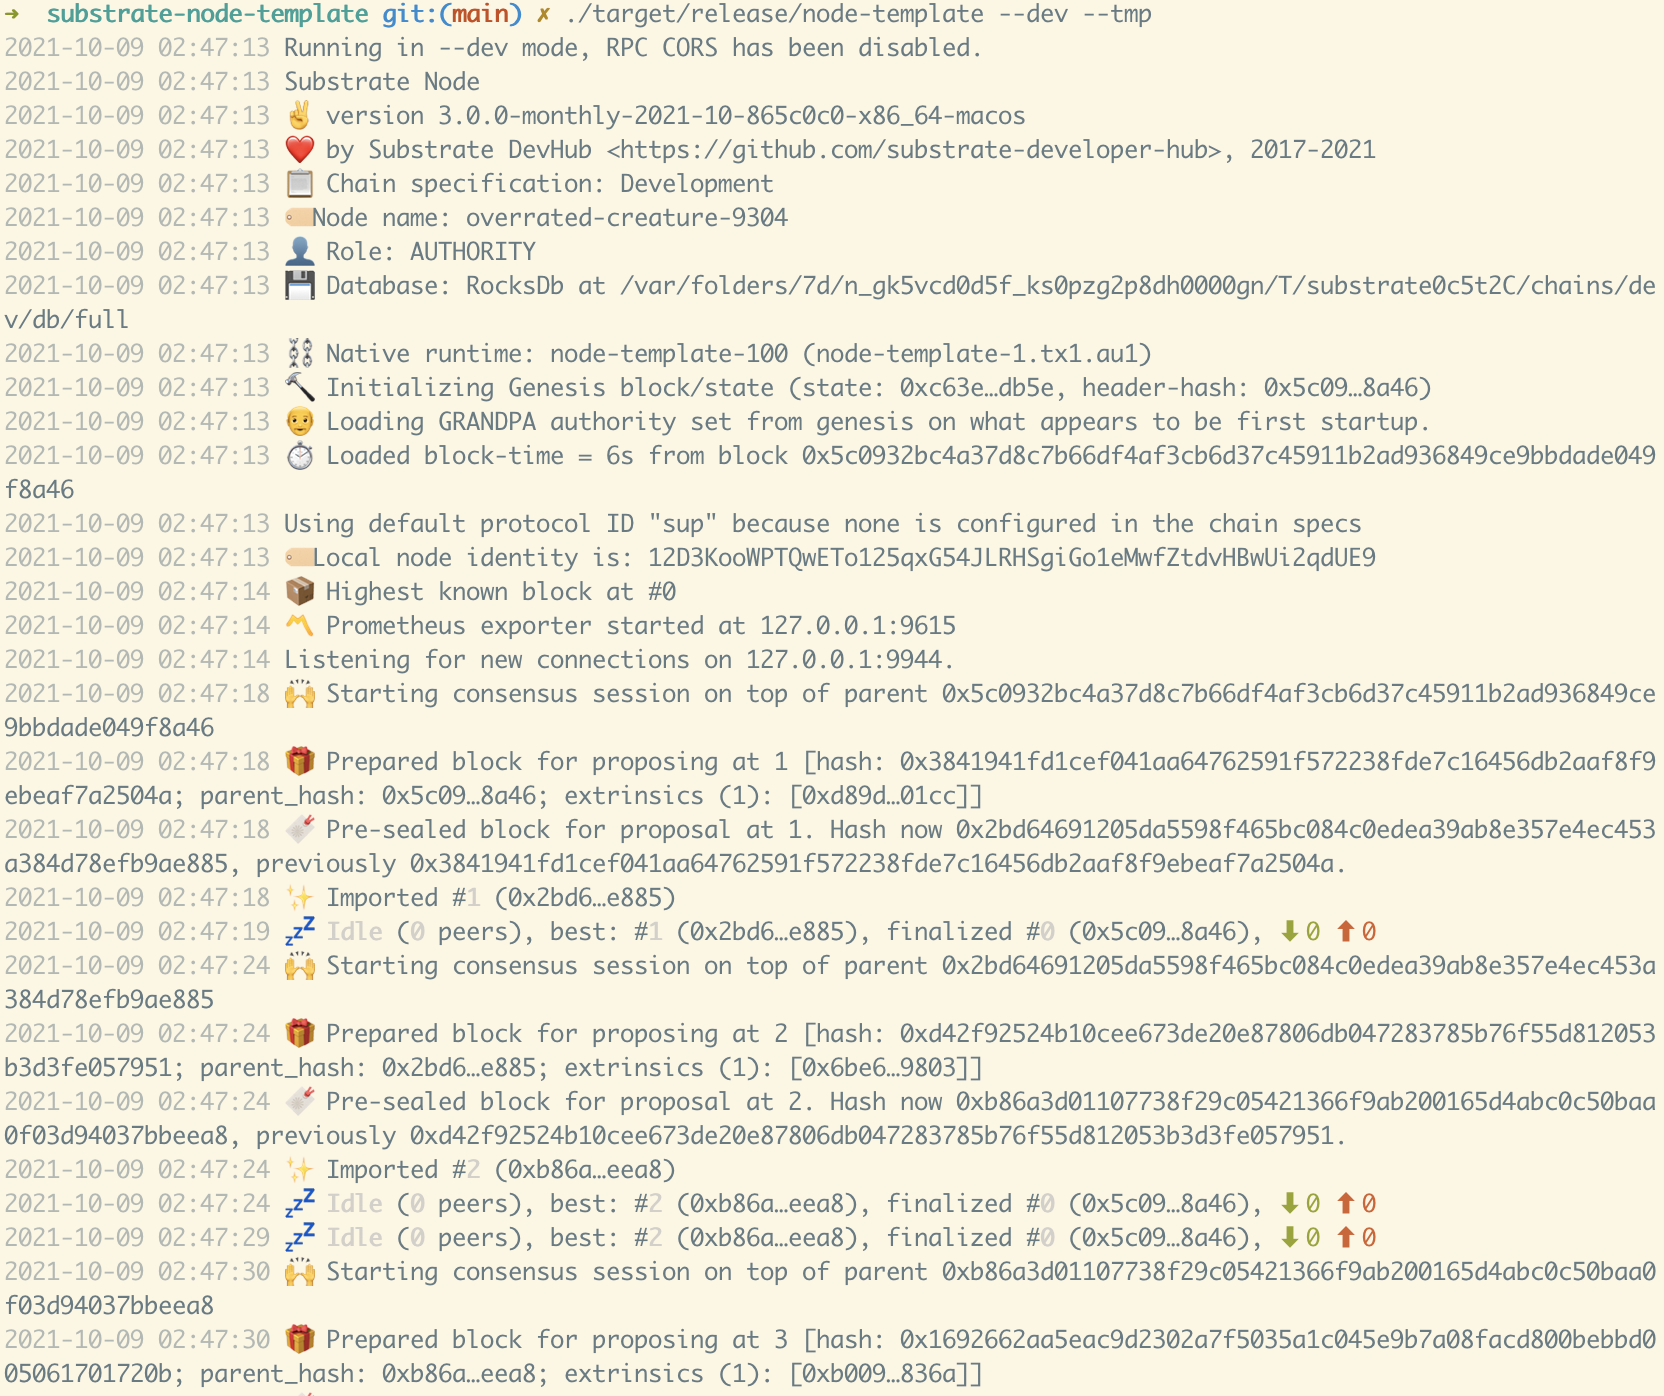 ➜  substrate-node-template git:(main) ✗ ./target/release/node-template --dev --tmp
2021-10-09 02:47:13 Running in --dev mode, RPC CORS has been disabled.
2021-10-09 02:47:13 Substrate Node
2021-10-09 02:47:13 ✌️ version 3.0.0-monthly-2021-10-865c0c0-x86_64-macos
2021-10-09 02:47:13 ❤️ by Substrate DevHub <https://github.com/substrate-developer-hub>, 2017-2021
2021-10-09 02:47:13 📋 Chain specification: Development
2021-10-09 02:47:13 🏷 Node name: overrated-creature-9304
2021-10-09 02:47:13 👤 Role: AUTHORITY
2021-10-09 02:47:13 💾 Database: RocksDb at /var/folders/7d/n_gk5vcd0d5f_ks0pzg2p8dh0000gn/T/substrate0c5t2C/chains/de
v/db/full
2021-10-09 02:47:13 ⛓ Native runtime: node-template-100 (node-template-1.tx1.au1)
2021-10-09 02:47:13 🔨 Initializing Genesis block/state (state: 0xc63e…db5e, header-hash: 0x5c09…8a46)
2021-10-09 02:47:13 👴 Loading GRANDPA authority set from genesis on what appears to be first startup.
2021-10-09 02:47:13 ⏱ Loaded block-time = 6s from block 0x5c0932bc4a37d8c7b66df4af3cb6d37c45911b2ad936849ce9bbdade049
f8a46
2021-10-09 02:47:13 Using default protocol ID "sup" because none is configured in the chain specs
2021-10-09 02:47:13 🏷 Local node identity is: 12D3KooWPTQwETo125qxG54JLRHSgiGo1eMwfZtdvHBwUi2qdUE9
2021-10-09 02:47:14 📦 Highest known block at #0
2021-10-09 02:47:14 〽️ Prometheus exporter started at 127.0.0.1:9615
2021-10-09 02:47:14 Listening for new connections on 127.0.0.1:9944.
2021-10-09 02:47:18 🙌 Starting consensus session on top of parent 0x5c0932bc4a37d8c7b66df4af3cb6d37c45911b2ad936849ce
9bbdade049f8a46
2021-10-09 02:47:18 🎁 Prepared block for proposing at 1 [hash: 0x3841941fd1cef041aa64762591f572238fde7c16456db2aaf8f9
ebeaf7a2504a; parent_hash: 0x5c09…8a46; extrinsics (1): [0xd89d…01cc]]
2021-10-09 02:47:18 🔖 Pre-sealed block for proposal at 1. Hash now 0x2bd64691205da5598f465bc084c0edea39ab8e357e4ec453
a384d78efb9ae885, previously 0x3841941fd1cef041aa64762591f572238fde7c16456db2aaf8f9ebeaf7a2504a.
2021-10-09 02:47:18 ✨ Imported #1 (0x2bd6…e885)
2021-10-09 02:47:19 💤 Idle (0 peers), best: #1 (0x2bd6…e885), finalized #0 (0x5c09…8a46), ⬇ 0 ⬆ 0
2021-10-09 02:47:24 🙌 Starting consensus session on top of parent 0x2bd64691205da5598f465bc084c0edea39ab8e357e4ec453a
384d78efb9ae885
2021-10-09 02:47:24 🎁 Prepared block for proposing at 2 [hash: 0xd42f92524b10cee673de20e87806db047283785b76f55d812053
b3d3fe057951; parent_hash: 0x2bd6…e885; extrinsics (1): [0x6be6…9803]]
2021-10-09 02:47:24 🔖 Pre-sealed block for proposal at 2. Hash now 0xb86a3d01107738f29c05421366f9ab200165d4abc0c50baa
0f03d94037bbeea8, previously 0xd42f92524b10cee673de20e87806db047283785b76f55d812053b3d3fe057951.
2021-10-09 02:47:24 ✨ Imported #2 (0xb86a…eea8)
2021-10-09 02:47:24 💤 Idle (0 peers), best: #2 (0xb86a…eea8), finalized #0 (0x5c09…8a46), ⬇ 0 ⬆ 0
2021-10-09 02:47:29 💤 Idle (0 peers), best: #2 (0xb86a…eea8), finalized #0 (0x5c09…8a46), ⬇ 0 ⬆ 0
2021-10-09 02:47:30 🙌 Starting consensus session on top of parent 0xb86a3d01107738f29c05421366f9ab200165d4abc0c50baa0
f03d94037bbeea8
2021-10-09 02:47:30 🎁 Prepared block for proposing at 3 [hash: 0x1692662aa5eac9d2302a7f5035a1c045e9b7a08facd800bebbd0
05061701720b; parent_hash: 0xb86a…eea8; extrinsics (1): [0xb009…836a]]